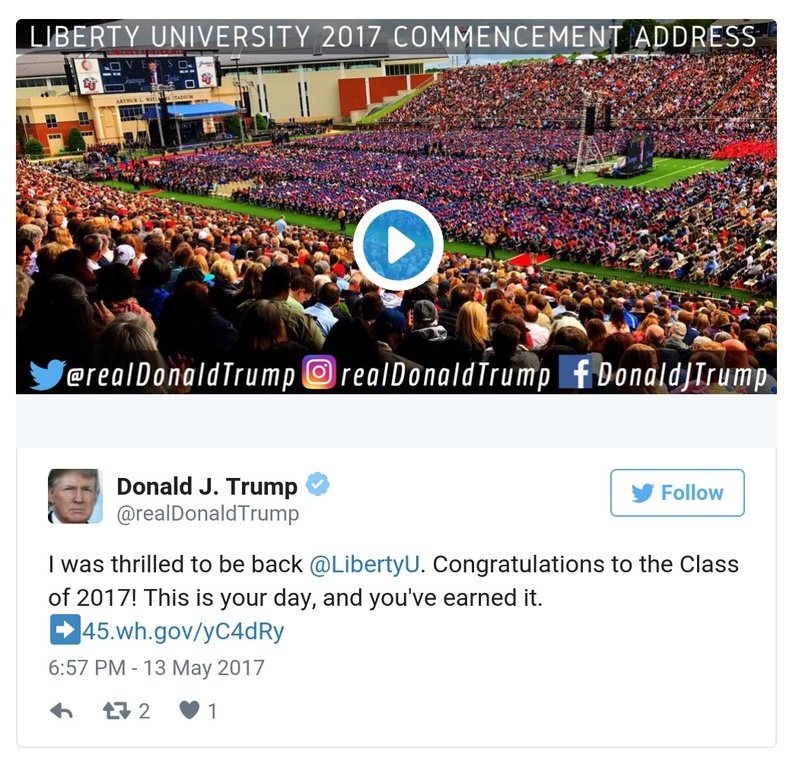 LIBERTY UNIVERSITY 2017 COMMENCEMENT ADDRESS
@realDonaldTrump realDonaldTrump DonaldJTrump
Donald J. Trump
@realDonaldTrump
Follow
I was thrilled to be back @LibertyU. Congratulations to the Class
of 2017! This is your day, and you've earned it.
45.wh.gov/yC4dRy
6:57 PM - 13 May 2017
2 1